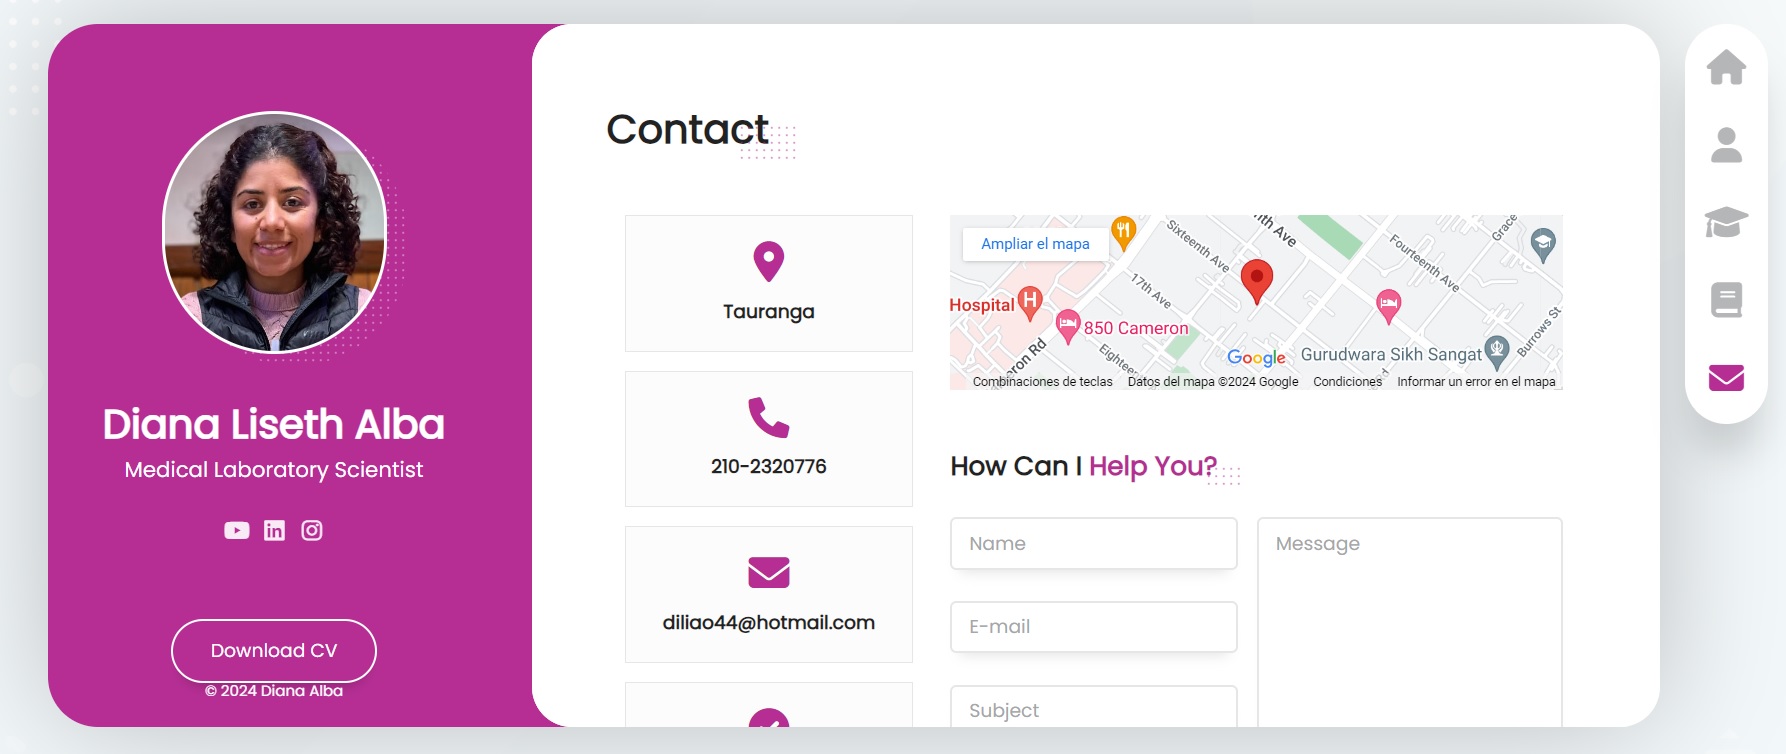 Diana Liseth Alba
Medical Laboratory Scientist
Download CV
© 2024 Diana Alba
Contact
Tauranga
210-2320776
diliao44@hotmail.com
Ampliar el mapa
Sixteenth Ave
nth Ave
Fourteenth Ave
Grace
17th Ave
Hospital
H
850 Cameron
eron Rd
Eighteen
Google
Gurudwara Sikh Sangat
Burrows St
Rd
Combinaciones de teclas
Datos del mapa ©2024 Google
Condiciones
Informar un error en el mapa
How Can I Help You?
Name
Message
E-mail
Subject